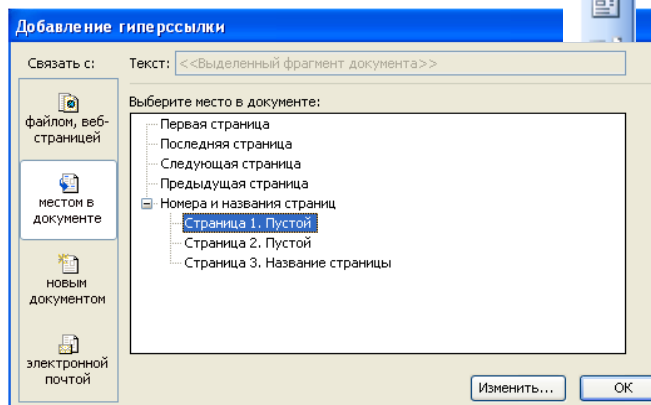 Добавление гиперссылки
Связать с:
Текст: <<Выделенный фрагмент документа>>
файлом, веб-
страницей
местом в
документе
новым
документом
электронной
почтой
Выберите место в документе:
Первая страница
Последняя страница
Следующая страница
Предыдущая страница
Номера и названия страниц
Страница 1. Пустой
Страница 2. Пустой
Страница 3. Название страницы
Изменить...
ОК